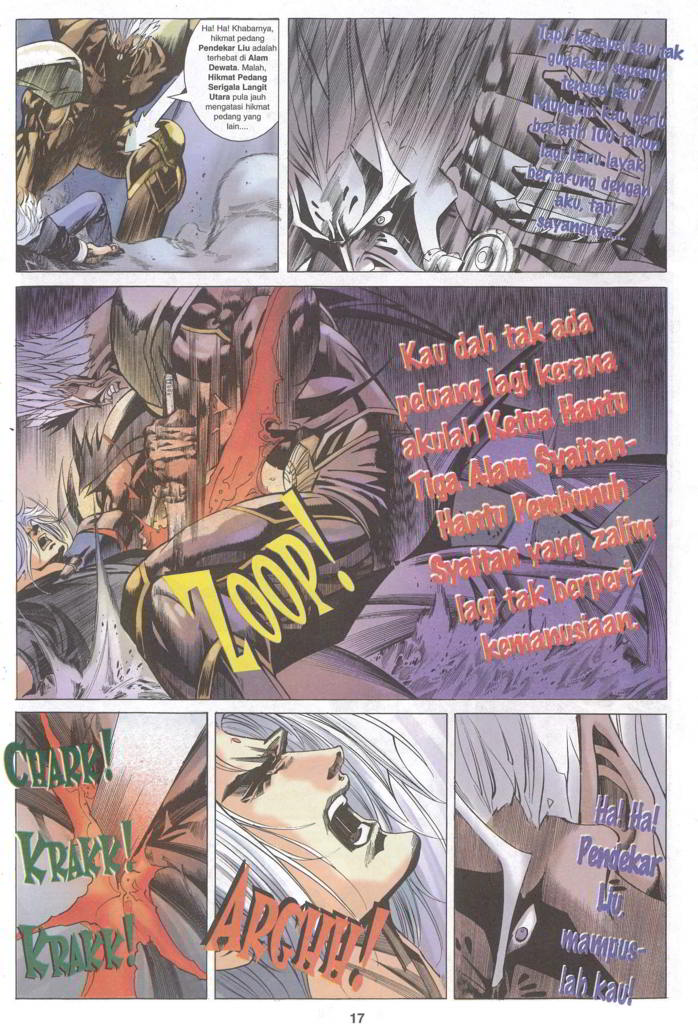 Ha! Ha! Khabarnya,
hikmat pedang
Pendekar Liu adalah
terhebat di Alam
Dewata. Malah,
Hikmat Pedang
Serigala Langit
Utara pula jauh
mengatasi hikmat
pedang yang
lain....
Tapi, kenapa kau tak
gunakan sepenuh
tenaga kau?
Mungkin kau perlu
berlatih 100 tahun
lagi baru layak
bertarung dengan
aku, tapi
sayangnya...
Kau dah tak ada
peluang lagi kerana
akulah Ketua Hantu
Tiga Alam Syaitan-
Hantu Pembunuh
Syaitan yang zalim
lagi tak berperi-
kemanusiaan.
ZOOP!
CHARK!
KRAKK!
KRAKK!
ARGHH!
Ha! Ha!
Pendekar
Liu,
mampus-
lah kau!
17